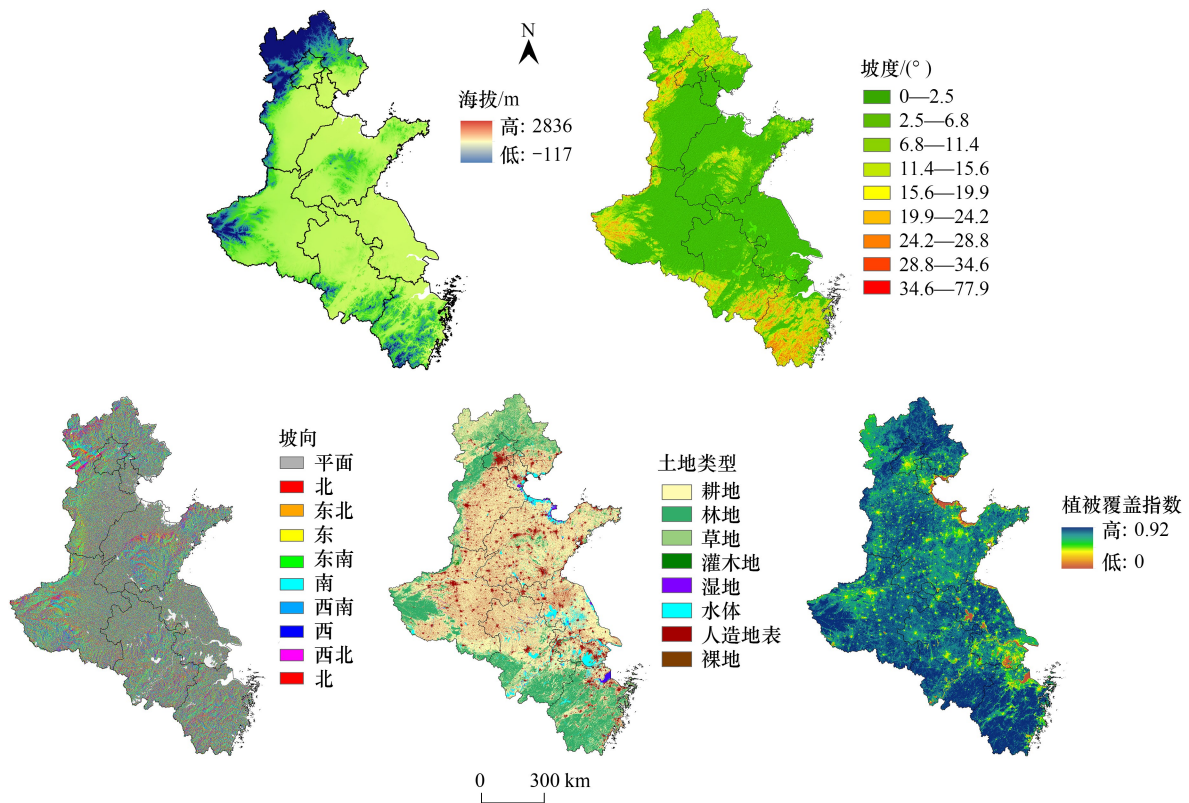 N
海拔/m
高: 2836
低: −117
坡度/(° )
0—2.5
2.5—6.8
6.8—11.4
11.4—15.6
15.6—19.9
19.9—24.2
24.2—28.8
28.8—34.6
34.6—77.9
坡向
平面
北
东北
东
东南
南
西南
西
西北
北
土地类型
耕地
林地
草地
灌木地
湿地
水体
人造地表
裸地
植被覆盖指数
高: 0.92
低: 0
0 300 km